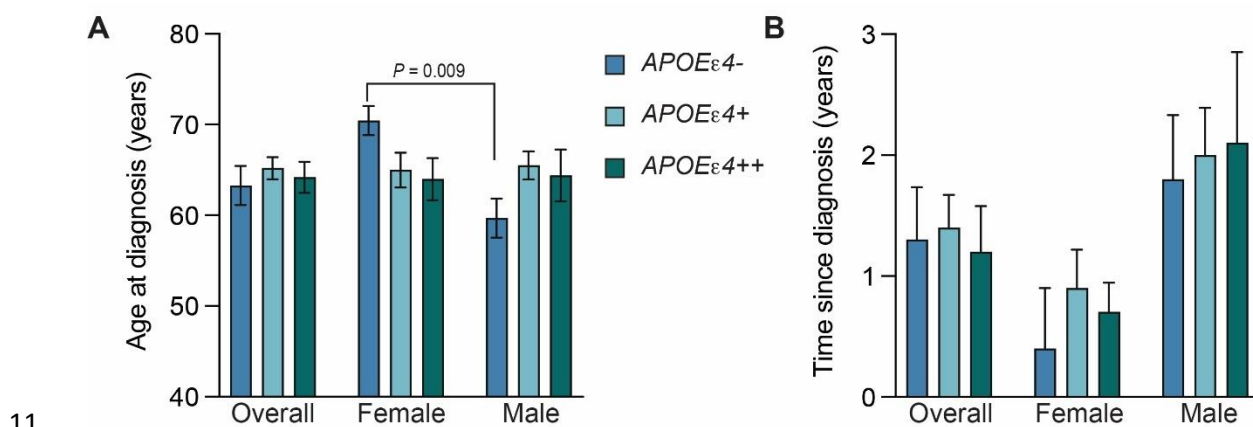 A
80
70
60
50
40
Age at diagnosis (years)
P = 0.009
Overall Female Male
APOEε4-
APOEε4+
APOEε4++
B
3
2
1
0
Time since diagnosis (years)
Overall Female Male
11